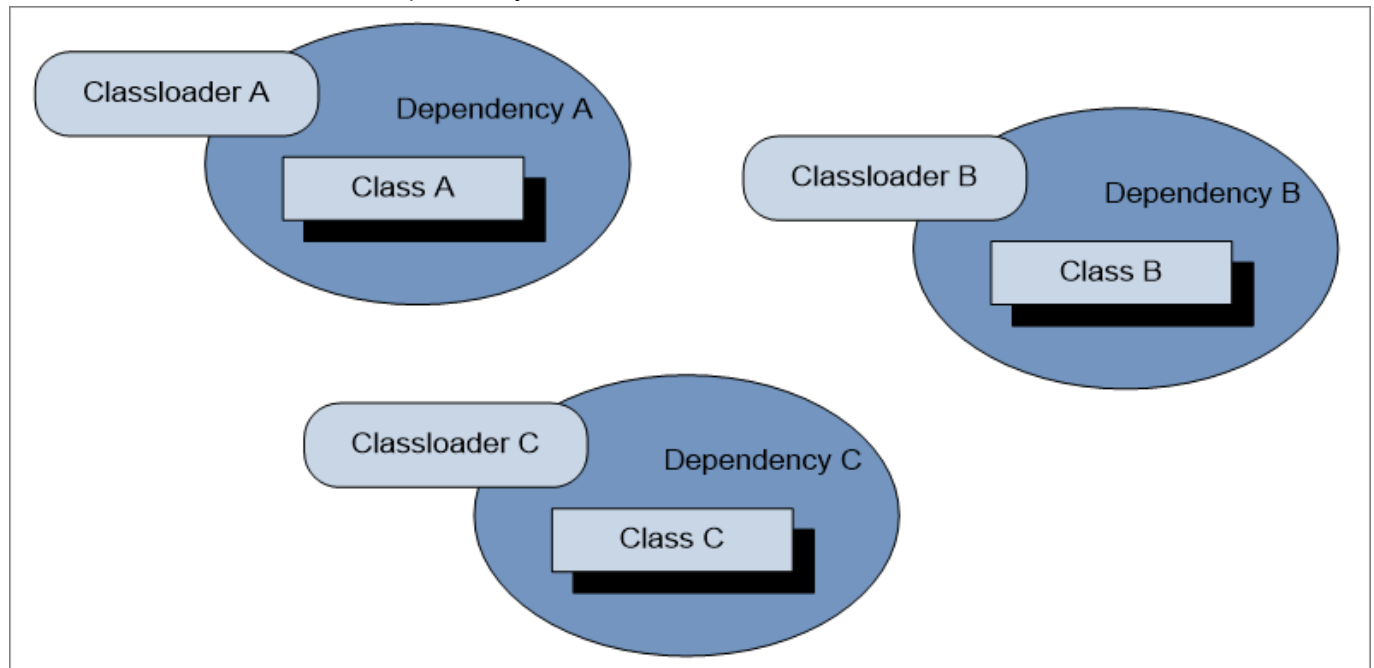 Classloader A
Dependency A
Class A
Classloader B
Dependency B
Class B
Classloader C
Dependency C
Class C